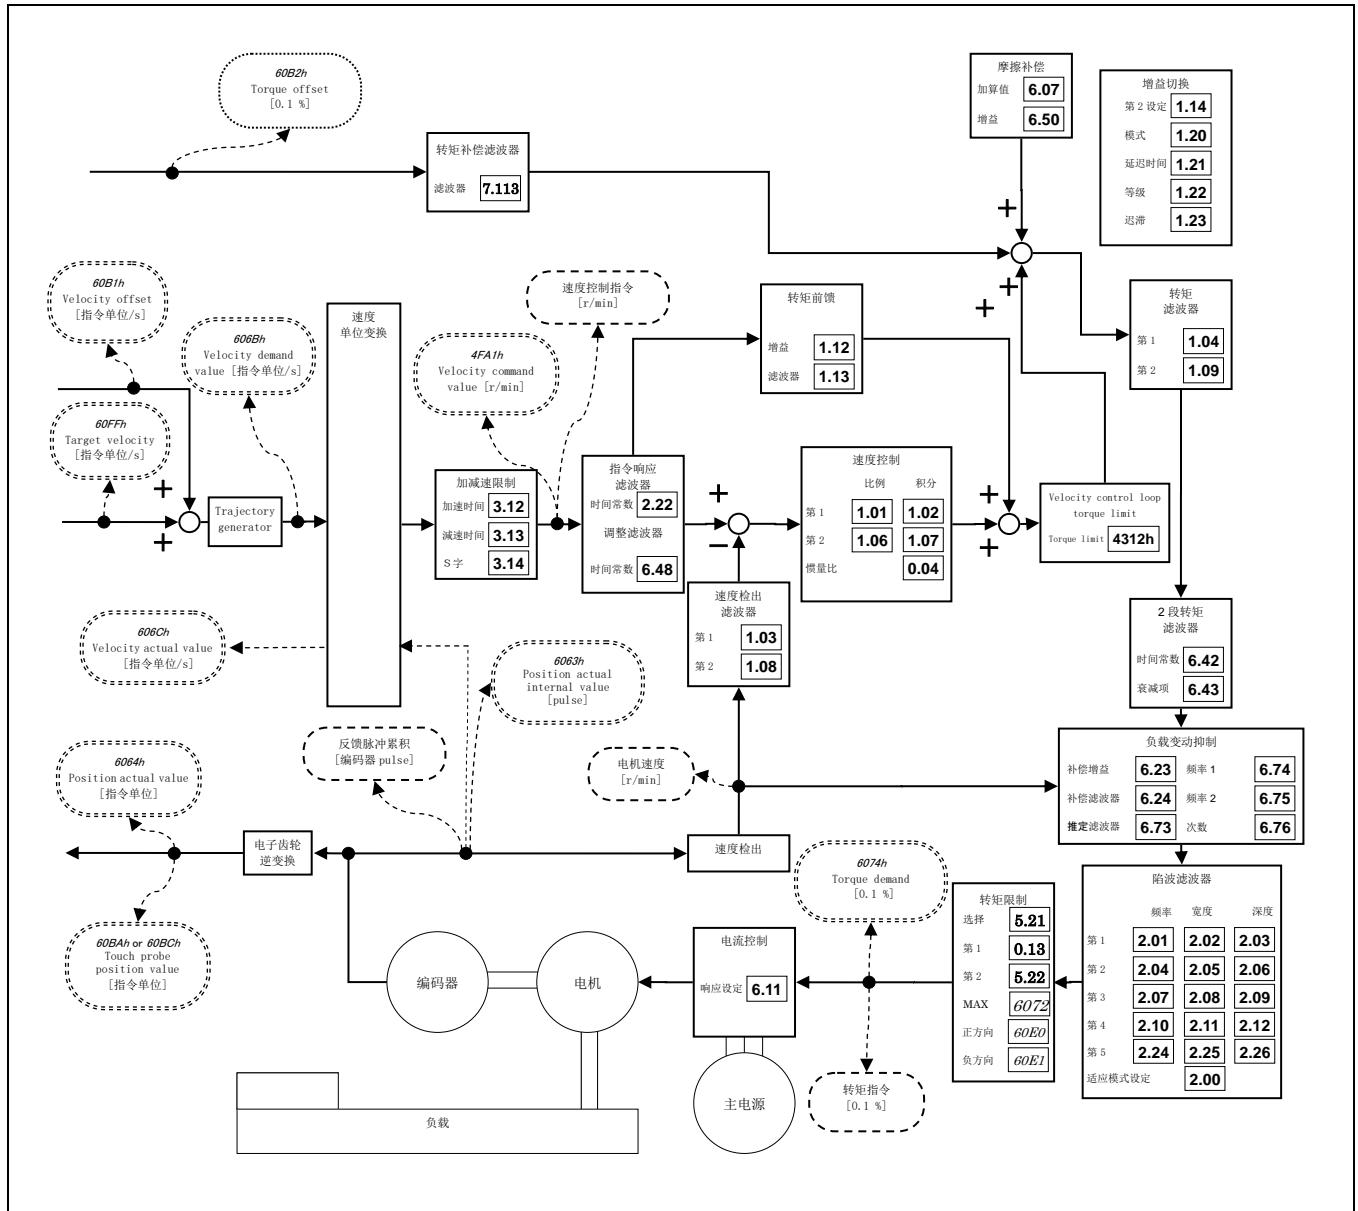 60B2h
Torque offset
[0.1 %]
转矩补偿滤波器
滤波器 7.113
摩擦补偿
加算值 6.07
增益 6.50
增益切换
第 2 设定 1.14
模式 1.20
延迟时间 1.21
等级 1.22
迟滞 1.23
+
+
+
60B1h
Velocity offset
[指令单位/s]
606Bh
Velocity demand
value [指令单位/s]
60FFh
Target velocity
[指令单位/s]
+
+
Trajectory
generator
速度
单位变换
4FA1h
Velocity command
value [r/min]
速度控制指令
[r/min]
转矩前馈
增益 1.12
滤波器 1.13
转矩
滤波器
第 1 1.04
第 2 1.09
加减速限制
加速时间 3.12
減速时间 3.13
S 字 3.14
指令响应
滤波器
时间常数 2.22
调整滤波器
时间常数 6.48
+
−
速度控制
比例 积分
第 1 1.01 1.02
第 2 1.06 1.07
惯量比 0.04
+
+
Velocity control loop
torque limit
Torque limit 4312h
速度检出
滤波器
第 1 1.03
第 2 1.08
2 段转矩
滤波器
时间常数 6.42
衰减项 6.43
606Ch
Velocity actual value
[指令单位/s]
6063h
Position actual
internal value
[pulse]
反馈脉冲累积
[编码器 pulse]
电机速度
[r/min]
负载变动抑制
补偿增益 6.23 频率 1 6.74
补偿滤波器 6.24 频率 2 6.75
推定滤波器 6.73 次数 6.76
6064h
Position actual value
[指令单位]
电子齿轮
逆变换
速度检出
60BAh or 60BCh
Touch probe
position value
[指令单位]
编码器
电机
电流控制
响应设定 6.11
主电源
负载
6074h
Torque demand
[0.1 %]
转矩指令
[0.1 %]
转矩限制
选择 5.21
第 1 0.13
第 2 5.22
MAX 6072
正方向 60E0
负方向 60E1
陷波滤波器
频率 宽度 深度
第 1 2.01 2.02 2.03
第 2 2.04 2.05 2.06
第 3 2.07 2.08 2.09
第 4 2.10 2.11 2.12
第 5 2.24 2.25 2.26
适应模式设定 2.00